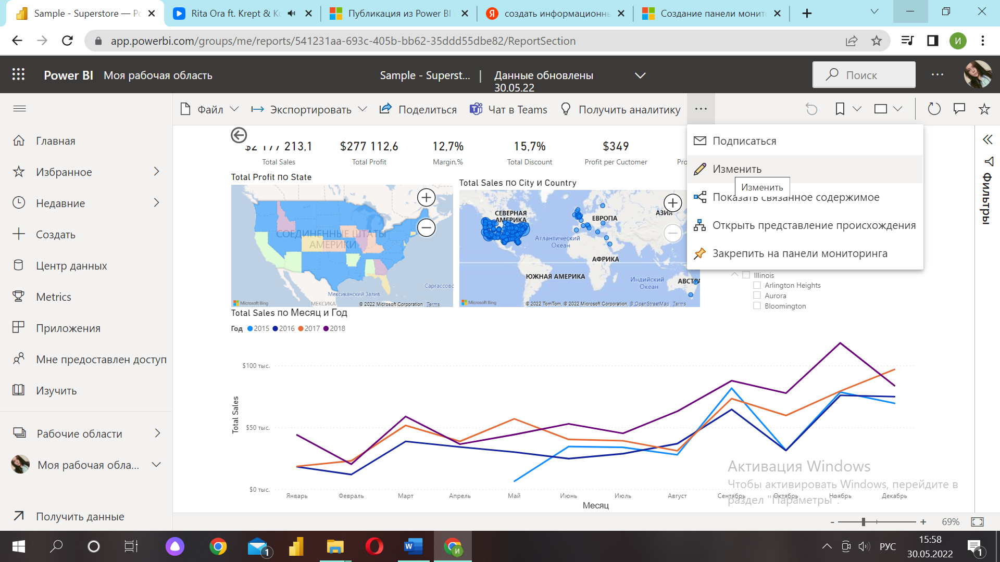 Sample - Superstore — Po
Rita Ora ft. Krept & Ko
Публикация из Power BI
Я
создать информационны
Создание панели монито
app.powerbi.com/groups/me/reports/541231aa-693c-405b-bb62-35ddd55dbe82/ReportSection
И
Power BI
Моя рабочая область
Sample - Superst...
Данные обновлены
30.05.22
Поиск
Файл
Экспортировать
Поделиться
Чат в Teams
Получить аналитику
Главная
Избранное
Недавние
Создать
Центр данных
Metrics
Приложения
Мне предоставлен доступ
Изучить
Рабочие области
Моя рабочая обла...
Получить данные
Подписаться
Изменить
Изменить
Показать связанное содержимое
Открыть представление происхождения
Закрепить на панели мониторинга
Фильтры
$2 177 213,1
Total Sales
$277 112,6
Total Profit
12,7%
Margin,%
15,7%
Total Discount
$349
Profit per Cuctomer
Pro
Total Profit по State
СОЕДИНЕННЫЕ ШТАТЫ
АМЕРИКИ
Саргассово
Мексиканский Залив
МЕКСИКА
Microsoft Bing
© 2022 Microsoft Corporation Terms
Total Sales по City и Country
СЕВЕРНАЯ
АМЕРИКА
ЕВРОПА
АЗИЯ
Атлантический
Океан
АФРИКА
ЮЖНАЯ АМЕРИКА
Индийский
Океан
АВСТРА
Microsoft Bing
© 2022 TomTom, © 2022 Microsoft Corporation, © OpenStreetMap Terms
Illinois
Arlington Heights
Aurora
Bloomington
Total Sales по Месяц и Год
Год 2015 2016 2017 2018
Total Sales
$100 тыс.
$50 тыс.
$0 тыс.
Январь
Февраль
Март
Апрель
Май
Июнь
Июль
Август
Сентябрь
Октябрь
Ноябрь
Декабрь
Месяц
Активация Windows
Чтобы активировать Windows, перейдите в
раздел "Параметры".
- + 69%
1
W
И
РУС
15:58
30.05.2022
1